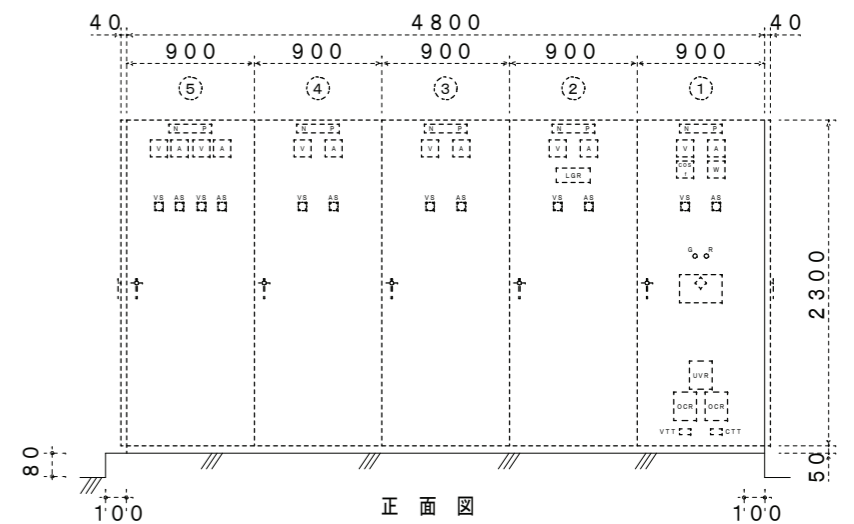 40 4800 40
900 900 900 900 900
⑤ ④ ③ ② ①
N P N P N P N P N P
V A V A V A V A V A V A
COS φ W
LGR
VS AS VS AS VS AS VS AS VS AS VS AS
G R
2300
UVR
OCR OCR
VTT CTT
80
50
100 正面図 100